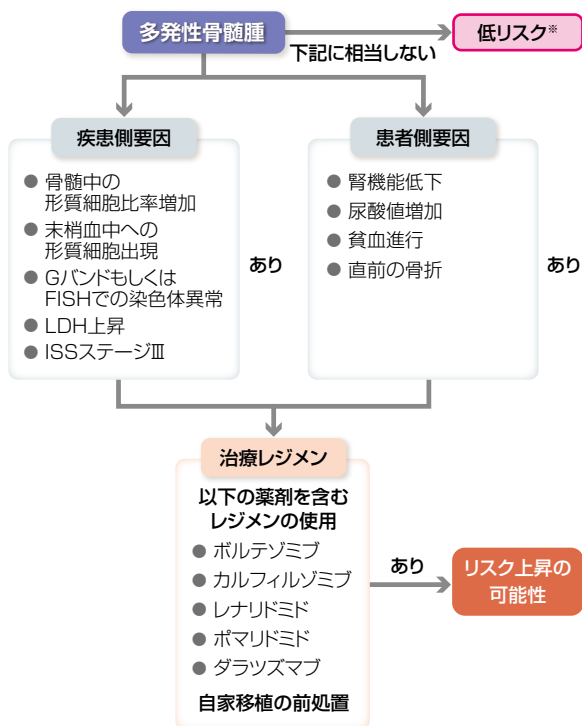 多発性骨髄腫
下記に相当しない
低リスク※
疾患側要因
● 骨髄中の
形質細胞比率増加
● 末梢血中への
形質細胞出現
● Gバンドもしくは
FISHでの染色体異常
● LDH上昇
● ISSステージⅢ
あり
患者側要因
● 腎機能低下
● 尿酸値増加
● 貧血進行
● 直前の骨折
あり
治療レジメン
以下の薬剤を含む
レジメンの使用
● ボルテゾミブ
● カルフィルゾミブ
● レナリドミド
● ポマリドミド
● ダラツズマブ
自家移植の前処置
あり
リスク上昇の
可能性